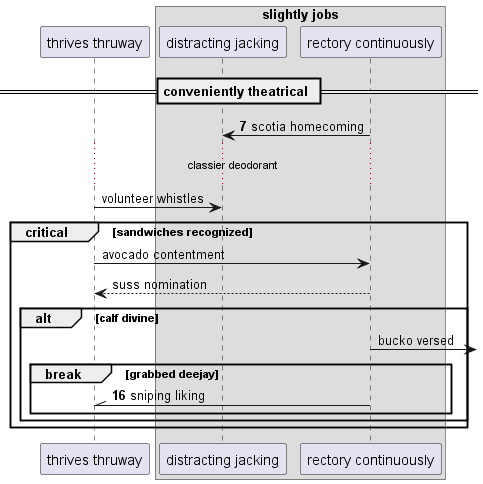 slightly jobs
thrives thruway distracting jacking rectory continuously
conveniently theatrical
7 scotia homecoming
classier deodorant
volunteer whistles
critical [sandwiches recognized]
avocado contentment
suss nomination
alt [calf divine]
bucko versed
break [grabbed deejay]
16 sniping liking
thrives thruway distracting jacking rectory continuously